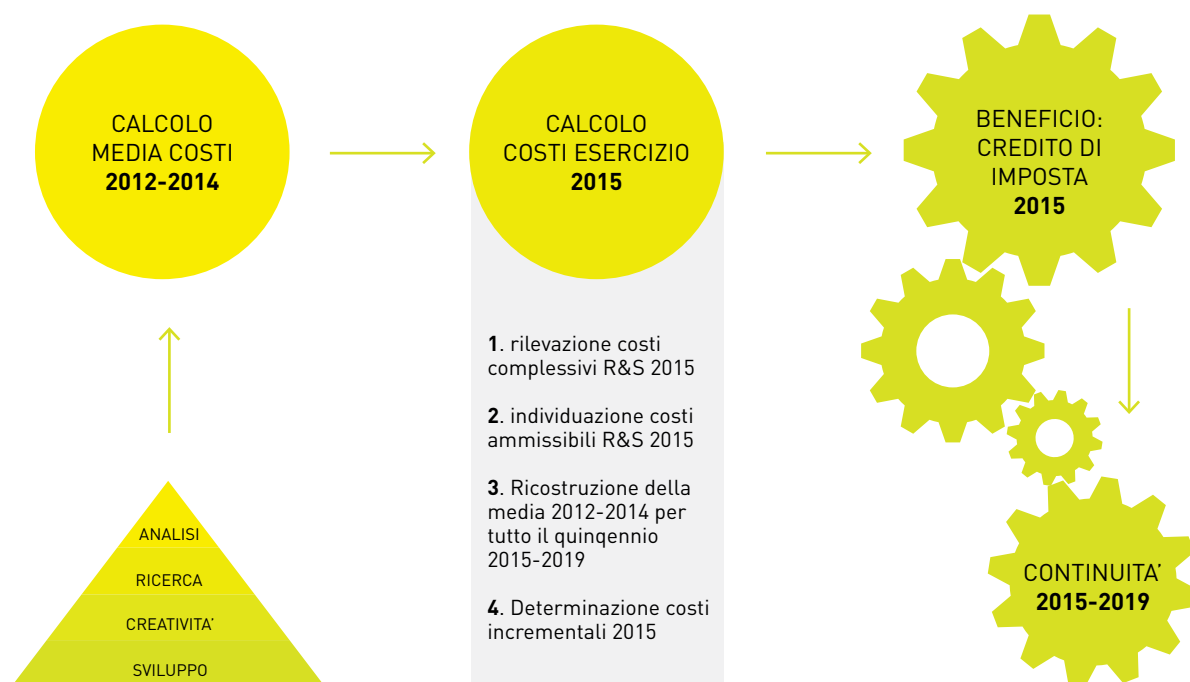 CALCOLO
MEDIA COSTI
2012-2014
CALCOLO
COSTI ESERCIZIO
2015
BENEFICIO:
CREDITO DI
IMPOSTA
2015
1. rilevazione costi
complessivi R&S 2015
2. individuazione costi
ammissibili R&S 2015
3. Ricostruzione della
media 2012-2014 per
tutto il quinqennio
2015-2019
4. Determinazione costi
incrementali 2015
ANALISI
RICERCA
CREATIVITA’
SVILUPPO
CONTINUITA’
2015-2019